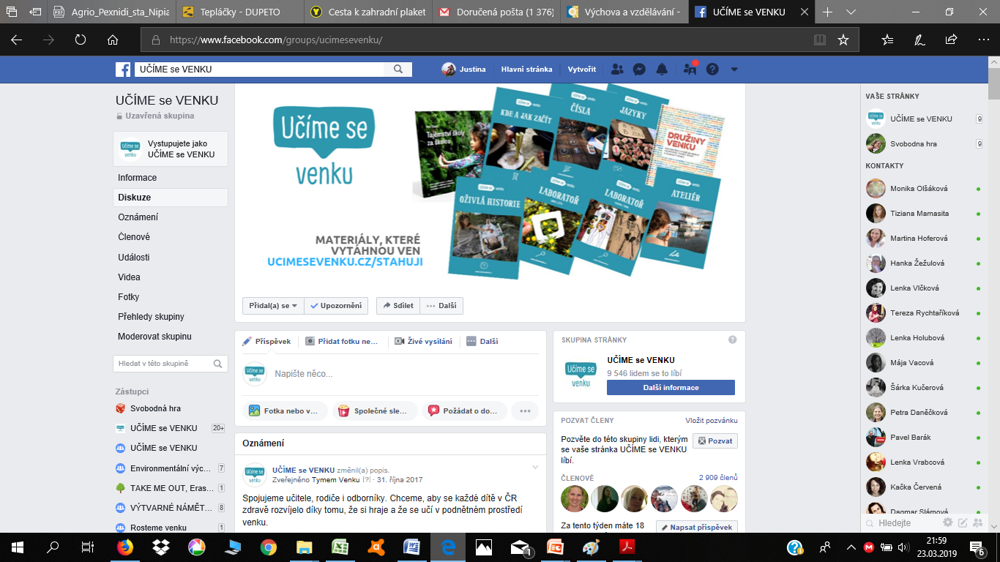 Agrio_Pexnidi_sta_Nipia
Tepláčky - DUPETO
Cesta k zahradní plaket
Doručená pošta (1 376)
Výchova a vzdělávání -
UČÍME se VENKU
https://www.facebook.com/groups/ucimesevenku/
UČÍME se VENKU
Justina
Hlavní stránka
Vytvořit
UČÍME se VENKU
Uzavřená skupina
Vystupujete jako
UČÍME se VENKU
Informace
Diskuze
Oznámení
Členové
Události
Videa
Fotky
Přehledy skupiny
Moderovat skupinu
Hledat v této skupině
Zástupci
Svobodná hra
UČÍME se VENKU 20+
UČÍME se VENKU
Environmentální výc... 7
TAKE ME OUT, Eras... 1
VÝTVARNÉ NÁMĚT... 8
Rosteme venku 1
Učíme se
venku
MATERIÁLY, KTERÉ
VYTÁHNOU VEN
UCIMESEVENKU.CZ/STAHUJI
Tajemství školy
za školou
KDE A JAK ZAČÍT
ČÍSLA
JAZYKY
DRUŽINY
VENKU
OŽIVLÁ HISTORIE
LABORATOŘ
LABORATOŘ
ATELIÉR
Přidal(a) se
Upozornění
Sdílet
Další
Příspěvek
Přidat fotku ne...
Živé vysílání
Další
Napište něco...
Fotka nebo v...
Společné sle...
Požádat o do...
Oznámení
UČÍME se VENKU změnil(a) popis.
Zveřejněno Týmem Venku [?] · 31. října 2017
Spojujeme učitele, rodiče i odborníky. Chceme, aby se každé dítě v ČR
zdravě rozvíjelo díky tomu, že si hraje a že se učí v podnětném prostředí
venku.
SKUPINA STRÁNKY
Učíme se
venku
UČÍME se VENKU
9 546 lidem se to líbí
Další informace
POZVAT ČLENY
Vložit pozvánku
Pozvěte do této skupiny lidi, kterým
se vaše stránka UČÍME se VENKU
líbí.
Pozvat
ČLENOVÉ
2 909 členů
Za tento týden máte 18
Napsat příspěvek
VAŠE STRÁNKY
UČÍME se VENKU 9
Svobodna hra 9
KONTAKTY
Monika Olšáková
Tiziana Mamasita
Martina Hoferová
Hanka Žežulová
Lenka Vlčková
Tereza Rychtaříková
Lenka Holubová
Mája Vacová
Šárka Kučerová
Petra Daněčková
Pavel Barák
Lenka Vrabcová
Kačka Červená
Dagmar Slámová
Hledejte
1
21:59
23.03.2019
6